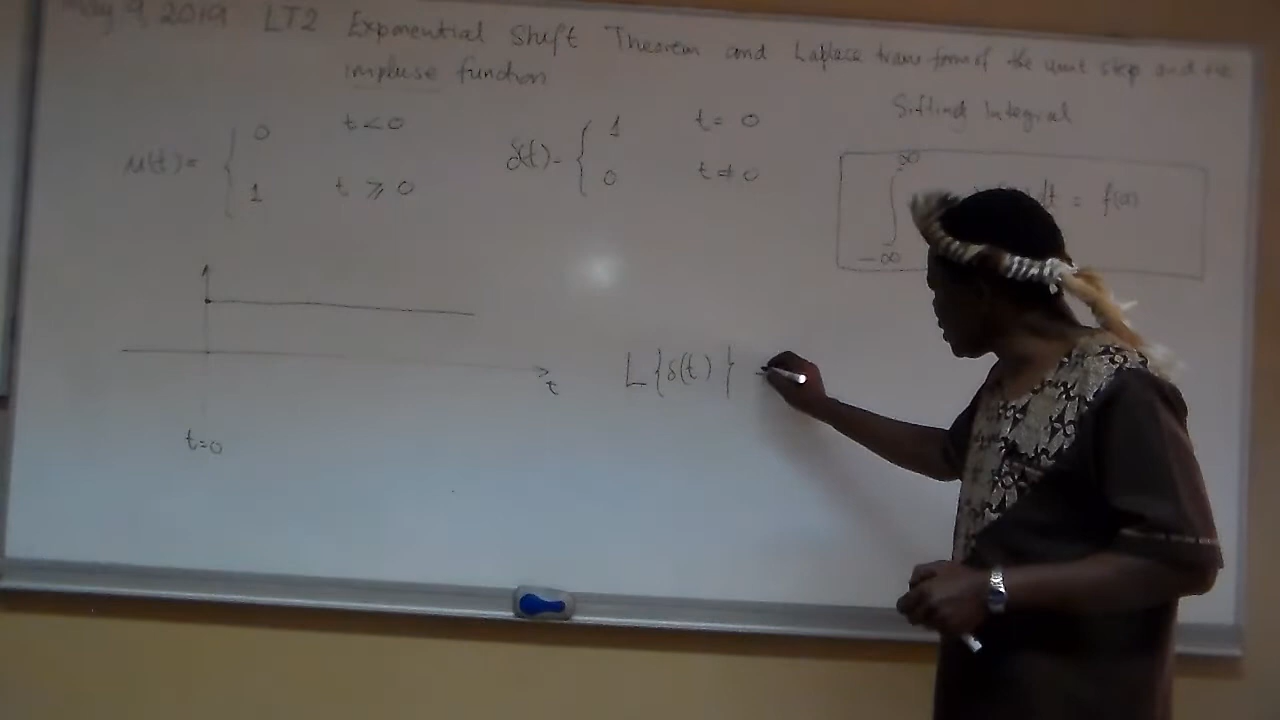 May 9, 2019 LT2 Exponential Shift Theorem and Laplace transform of the unit step and the
impluse function
Sifting Integral
u(t) = { 0 t < 0
1 t ⩾ 0
δ(t) = { 1 t = 0
0 t ≠ 0
∫ ∞ -∞ dt = f(a)
t
t=0
L{δ(t)} =